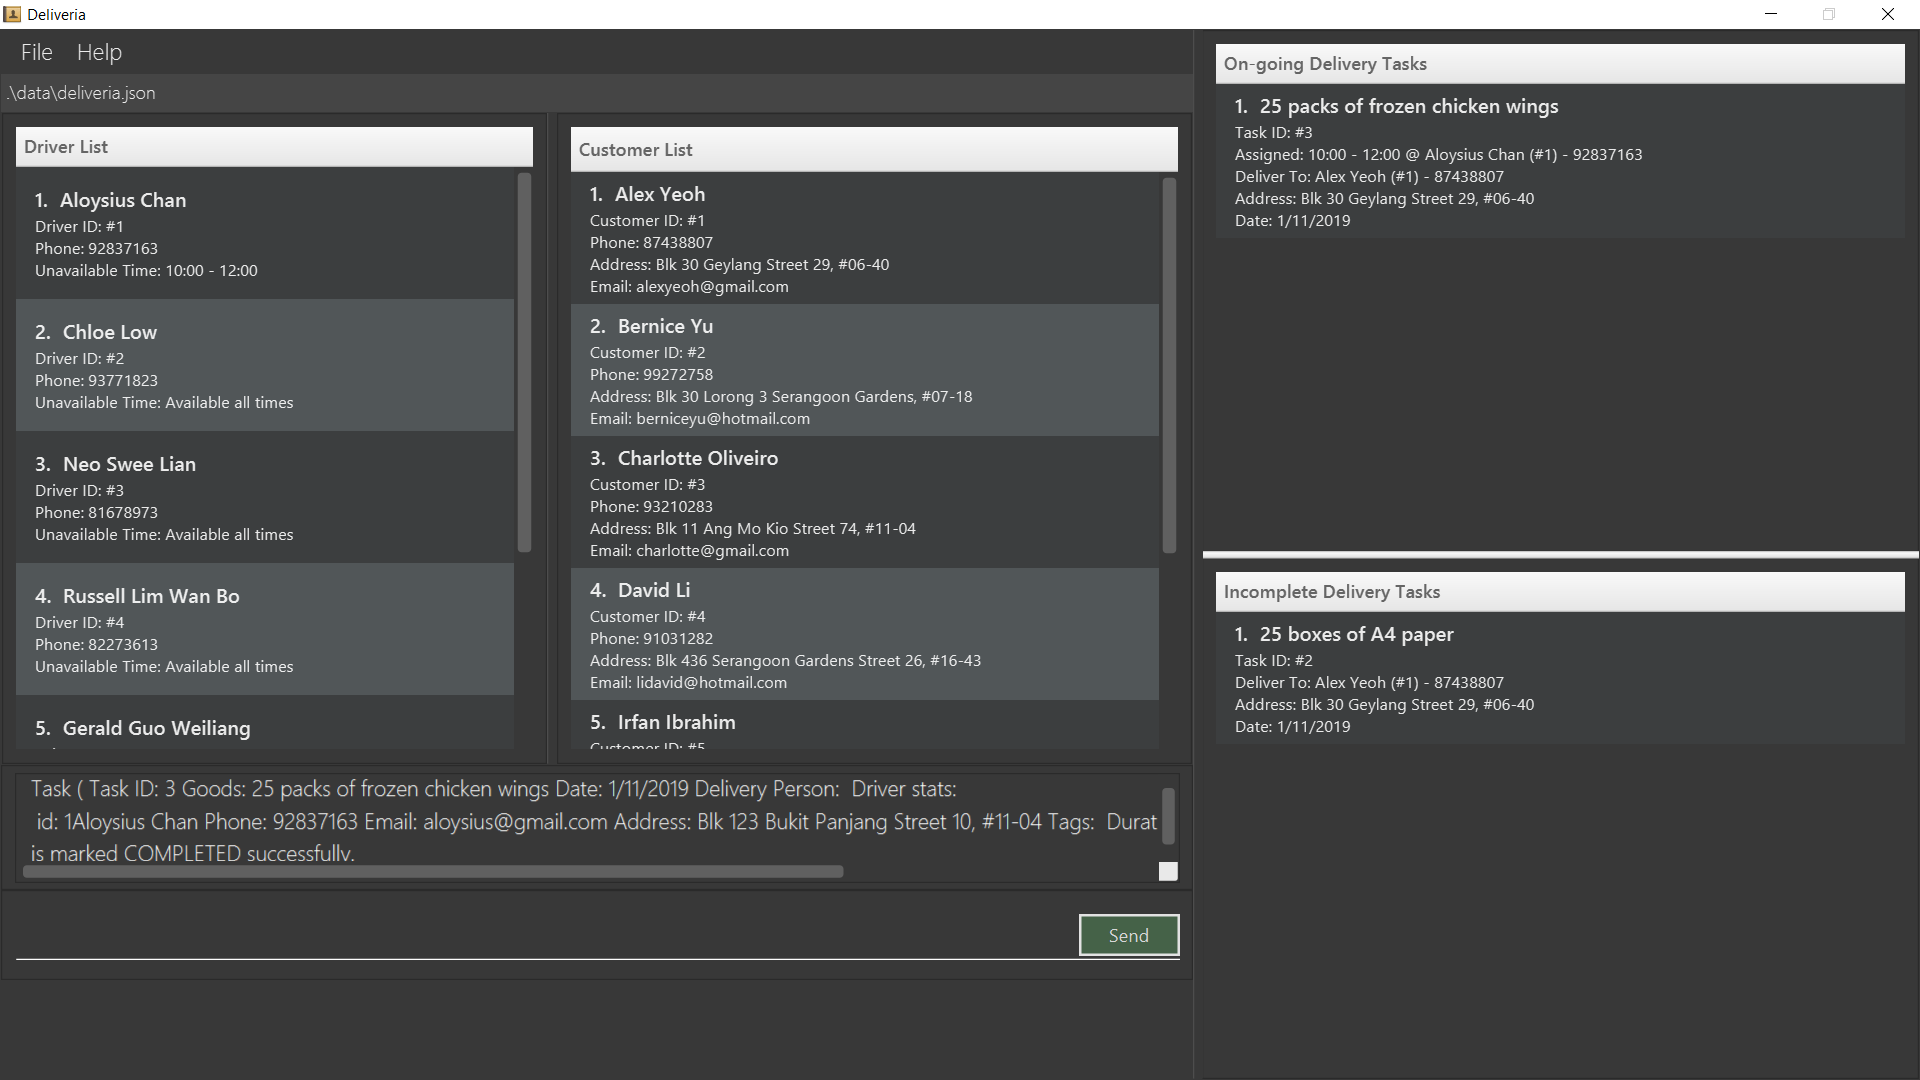 Deliveria
File Help
.\data\deliveria.json
Driver List
1. Aloysius Chan
Driver ID: #1
Phone: 92837163
Unavailable Time: 10:00 - 12:00
2. Chloe Low
Driver ID: #2
Phone: 93771823
Unavailable Time: Available all times
3. Neo Swee Lian
Driver ID: #3
Phone: 81678973
Unavailable Time: Available all times
4. Russell Lim Wan Bo
Driver ID: #4
Phone: 82273613
Unavailable Time: Available all times
5. Gerald Guo Weiliang
Customer List
1. Alex Yeoh
Customer ID: #1
Phone: 87438807
Address: Blk 30 Geylang Street 29, #06-40
Email: alexyeoh@gmail.com
2. Bernice Yu
Customer ID: #2
Phone: 99272758
Address: Blk 30 Lorong 3 Serangoon Gardens, #07-18
Email: berniceyu@hotmail.com
3. Charlotte Oliveiro
Customer ID: #3
Phone: 93210283
Address: Blk 11 Ang Mo Kio Street 74, #11-04
Email: charlotte@gmail.com
4. David Li
Customer ID: #4
Phone: 91031282
Address: Blk 436 Serangoon Gardens Street 26, #16-43
Email: lidavid@hotmail.com
5. Irfan Ibrahim
Customer ID: #5
Task ( Task ID: 3 Goods: 25 packs of frozen chicken wings Date: 1/11/2019 Delivery Person: Driver stats:
id: 1Aloysius Chan Phone: 92837163 Email: aloysius@gmail.com Address: Blk 123 Bukit Panjang Street 10, #11-04 Tags: Durat
is marked COMPLETED successfully.
Send
On-going Delivery Tasks
1. 25 packs of frozen chicken wings
Task ID: #3
Assigned: 10:00 - 12:00 @ Aloysius Chan (#1) - 92837163
Deliver To: Alex Yeoh (#1) - 87438807
Address: Blk 30 Geylang Street 29, #06-40
Date: 1/11/2019
Incomplete Delivery Tasks
1. 25 boxes of A4 paper
Task ID: #2
Deliver To: Alex Yeoh (#1) - 87438807
Address: Blk 30 Geylang Street 29, #06-40
Date: 1/11/2019